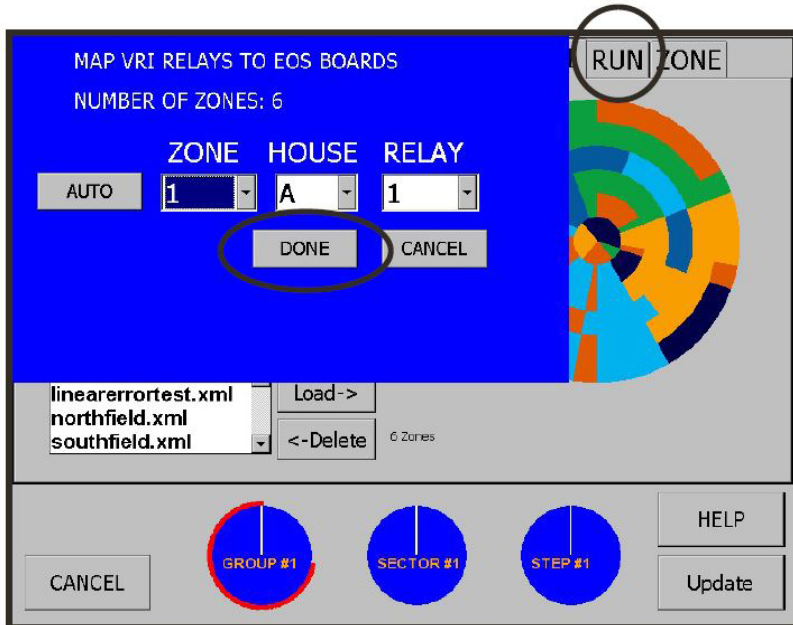 MAP VRI RELAYS TO EOS BOARDS
RUN ZONE
NUMBER OF ZONES: 6
ZONE HOUSE RELAY
AUTO 1 A 1
DONE CANCEL
linearerrortest.xml
northfield.xml
southfield.xml
Load->
<-Delete
6 Zones
GROUP #1
SECTOR #1
STEP #1
HELP
CANCEL
Update